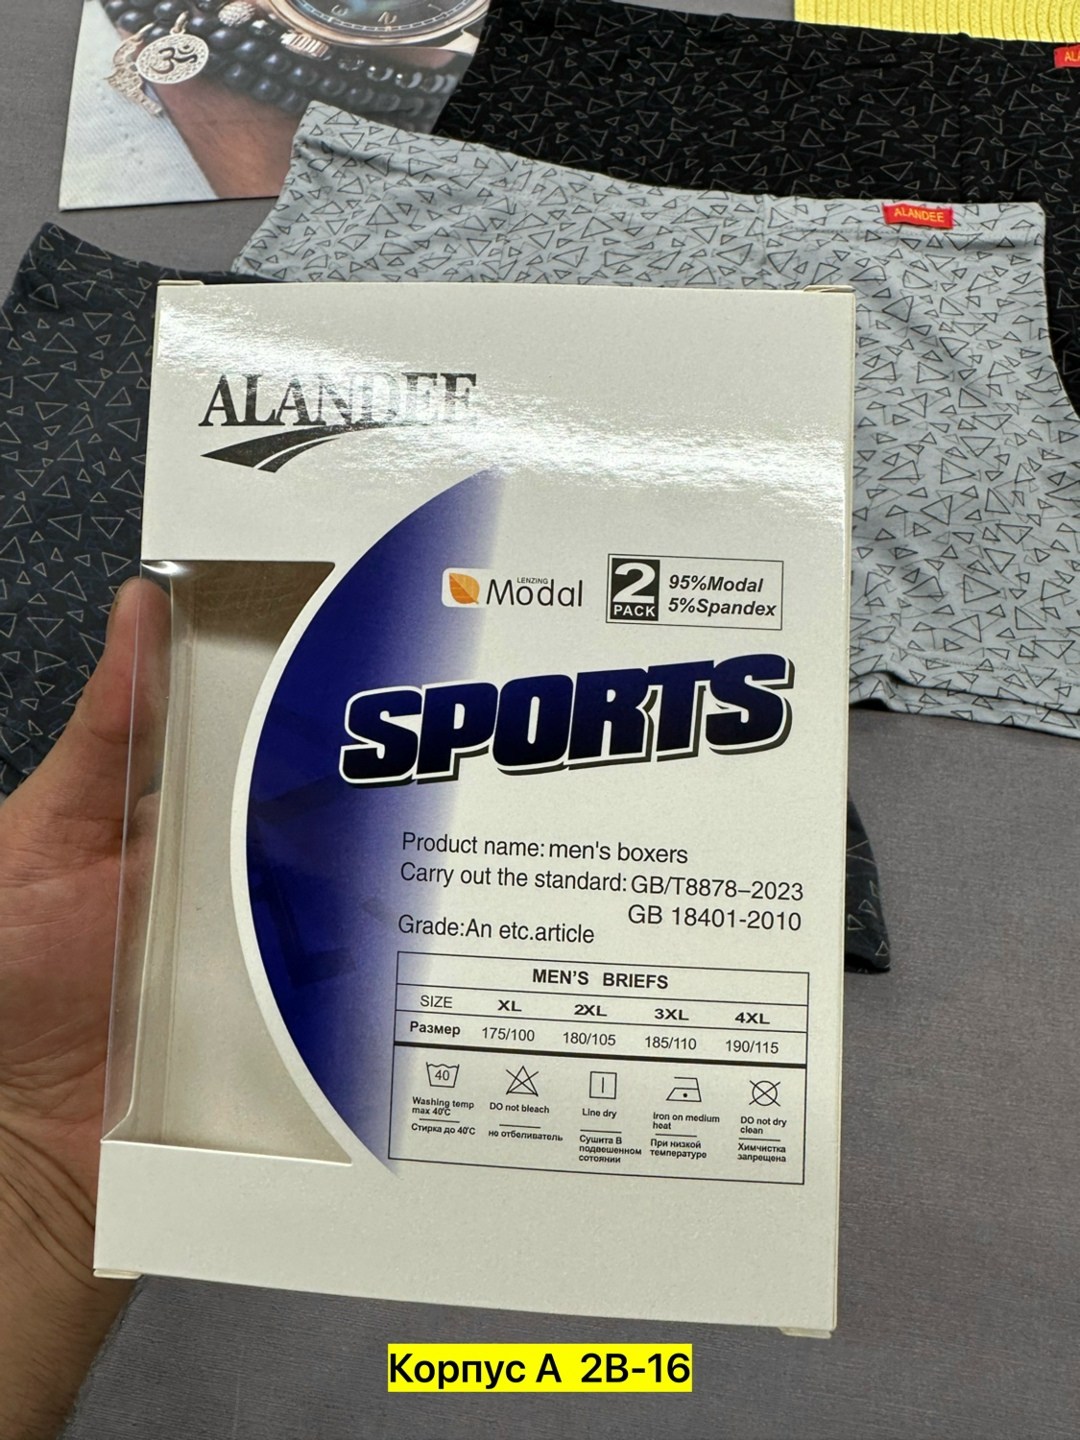 ALANDEE
ALANDEE
LENZING
Modal
2
PACK
95%Modal
5%Spandex
SPORTS
Product name: men's boxers
Carry out the standard: GB/T8878–2023
GB 18401-2010
Grade:An etc.article
MEN'S BRIEFS
SIZE XL 2XL 3XL 4XL
Размер 175/100 180/105 185/110 190/115
40
Washing temp
max 40℃
Стирка до 40℃
DO not bleach
но отбеливатель
Line dry
Сушита В
подвешенном
сотоянии
Iron on medium
heat
При низкой
температуре
DO not dry
clean
Химчистка
запрещена
Корпус А 2В-16